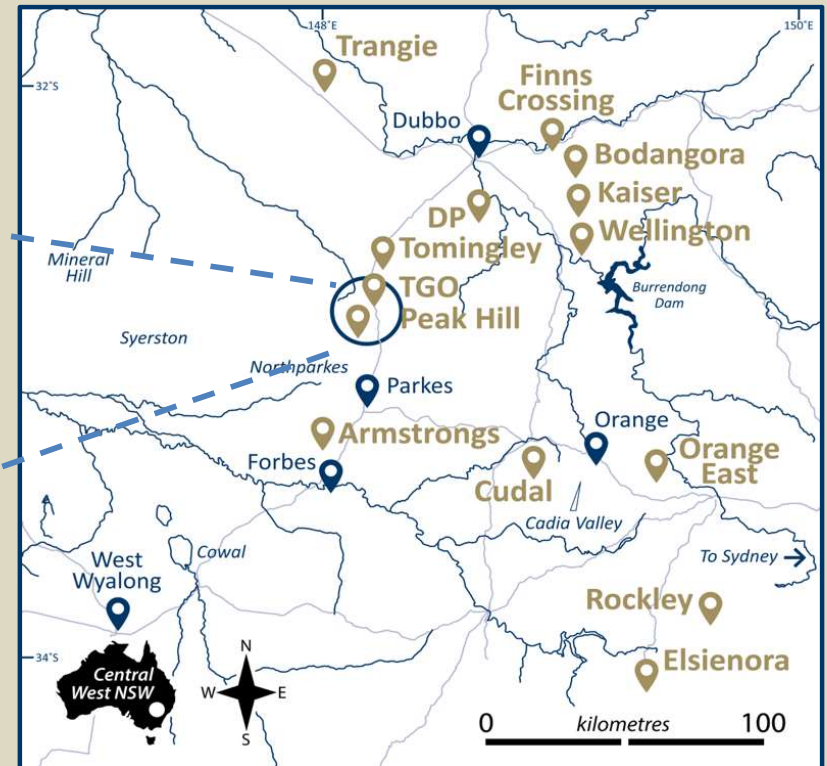 148°E
150°E
32°S
Trangie
Finns
Crossing
Dubbo
Bodangora
Kaiser
DP
Wellington
Tomingley
Mineral
Hill
TGO
Burrendong
Dam
Peak Hill
Syerston
Northparkes
Parkes
Armstrongs
Orange
Orange
East
Forbes
Cudal
Cadia Valley
Cowal
To Sydney
West
Wyalong
Rockley
34°S
Elsienora
Central
West NSW
N
W
E
S
0
kilometres
100